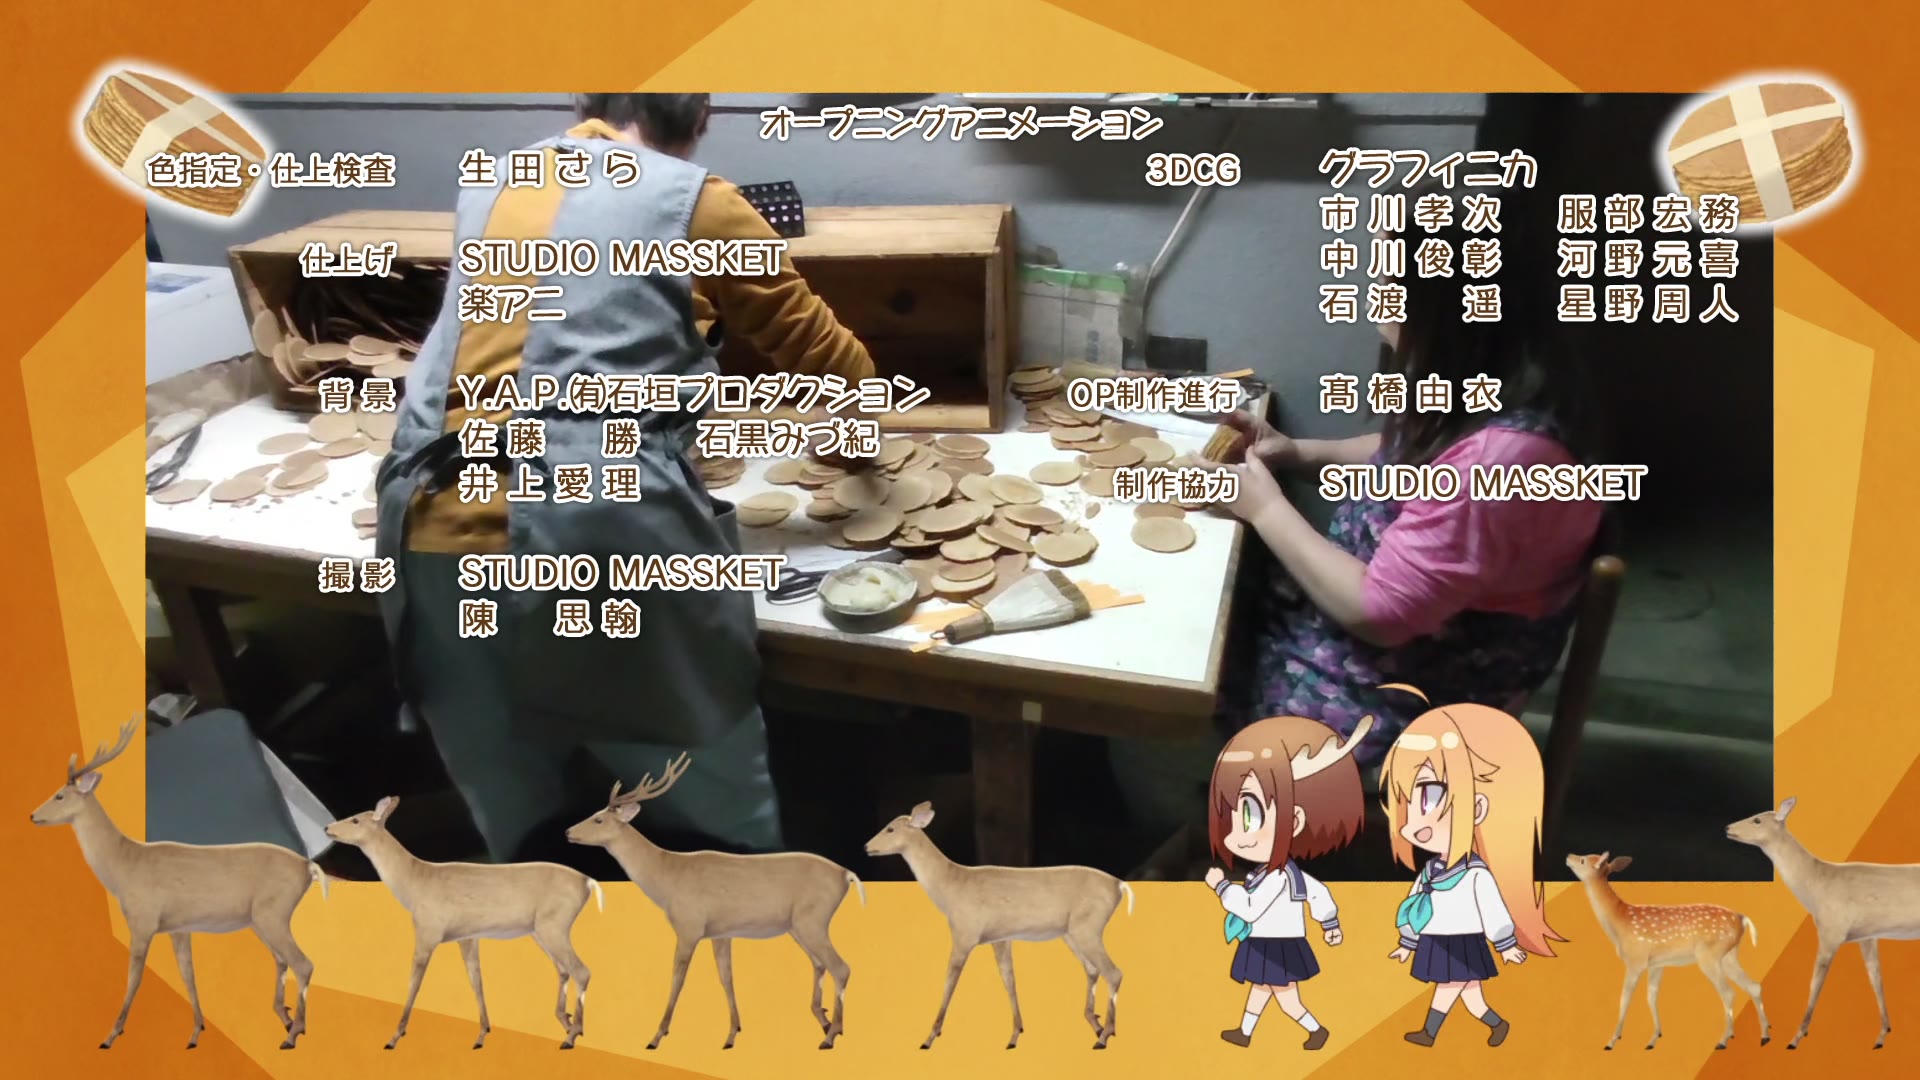 オープニングアニメーション
色指定・仕上検査 生田さら
仕上げ STUDIO MASSKET
楽アニ
背景 Y.A.P.㈲石垣プロダクション
佐藤 勝 石黒みづ紀
井上愛理
撮影 STUDIO MASSKET
陳 思翰
3DCG グラフィニカ
市川孝次 服部宏務
中川俊彰 河野元喜
石渡 遥 星野周人
OP制作進行 髙橋由衣
制作協力 STUDIO MASSKET